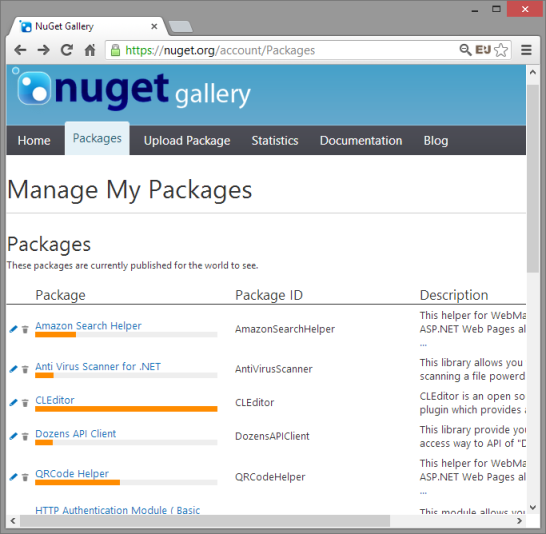 NuGet Gallery
https://nuget.org/account/Packages
nuget gallery
Home Packages Upload Package Statistics Documentation Blog
Manage My Packages
Packages
These packages are currently published for the world to see.
Package Package ID Description
Amazon Search Helper AmazonSearchHelper This helper for WebMa
ASP.NET Web Pages al
...
Anti Virus Scanner for .NET AntiVirusScanner This library allows you
scanning a file powerd
CLEditor CLEditor CLEditor is an open so
plugin which provides a
Dozens API Client DozensAPIClient This library provide you
access way to API of "D
QRCode Helper QRCodeHelper This helper for WebMa
ASP.NET Web Pages al
...
HTTP Authentication Module ( Basic This module allows you